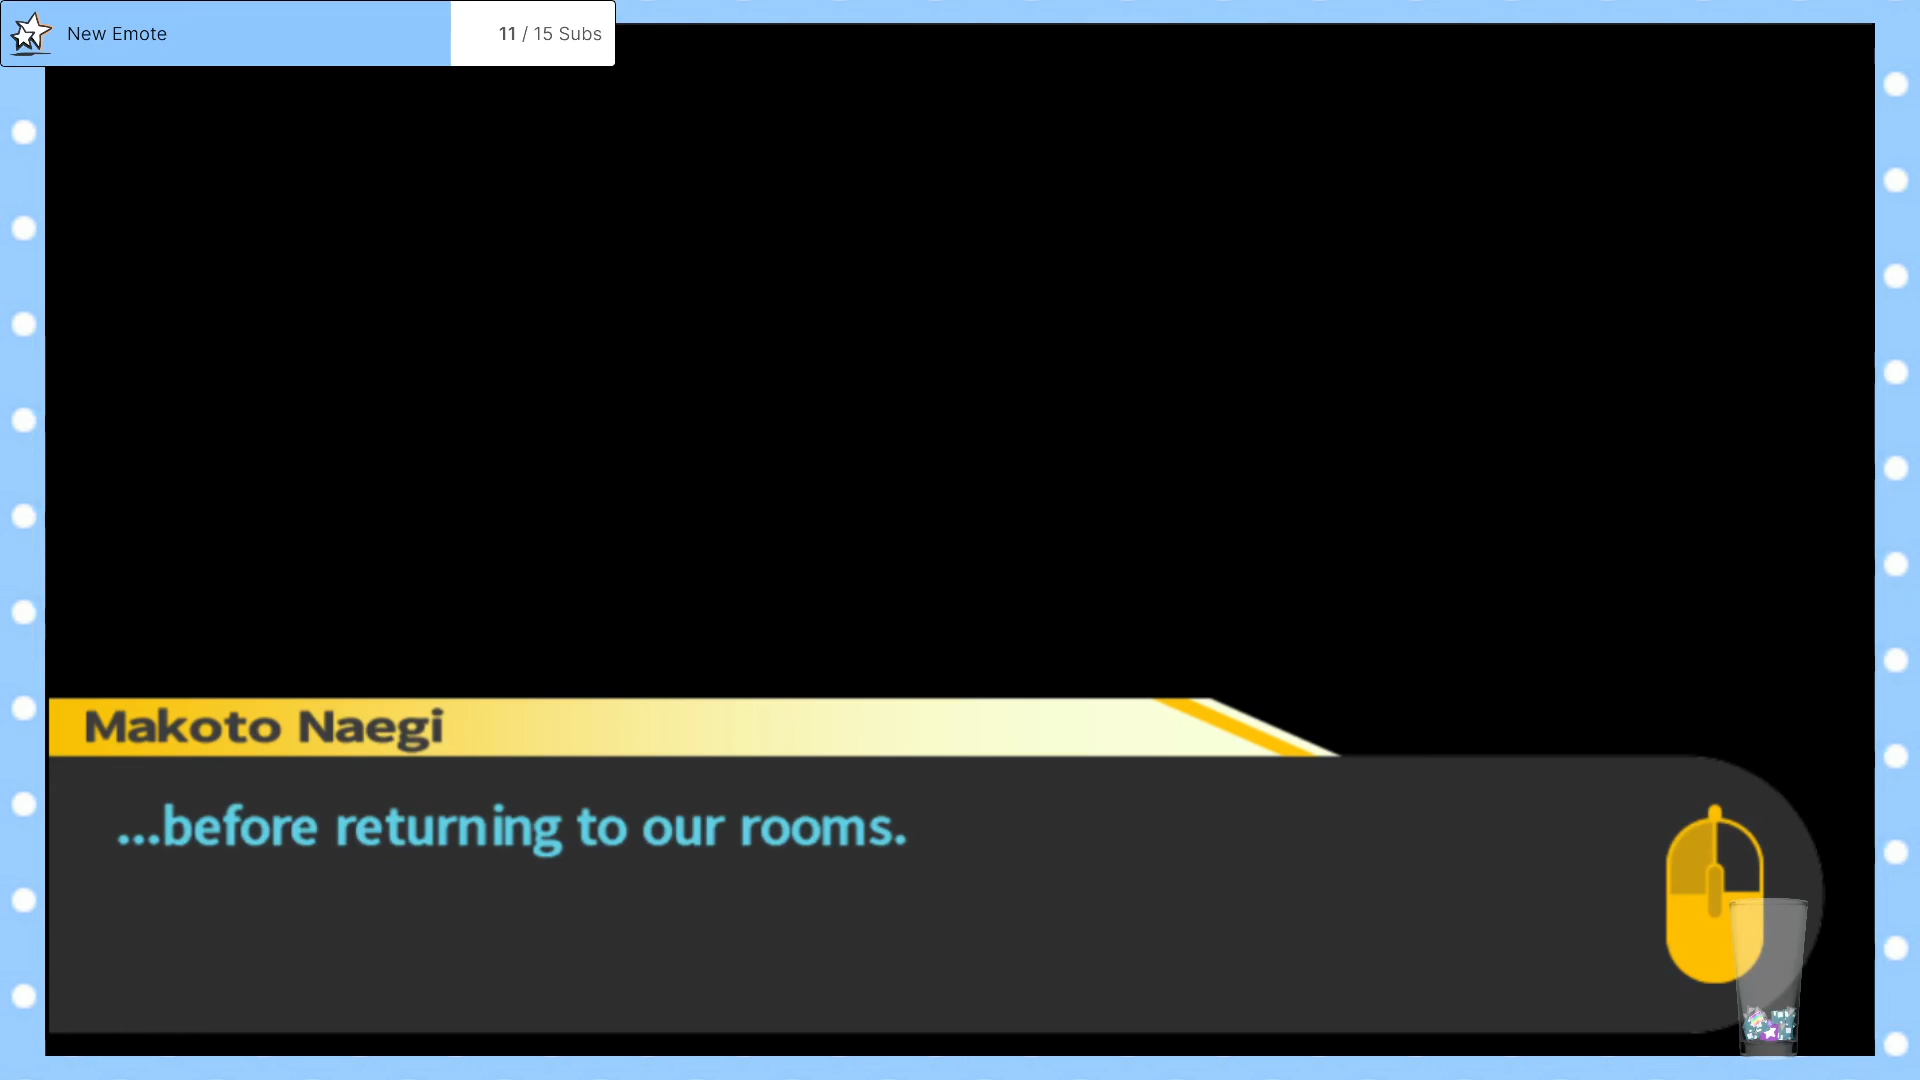 New Emote
11 / 15 Subs
Makoto Naegi
...before returning to our rooms.